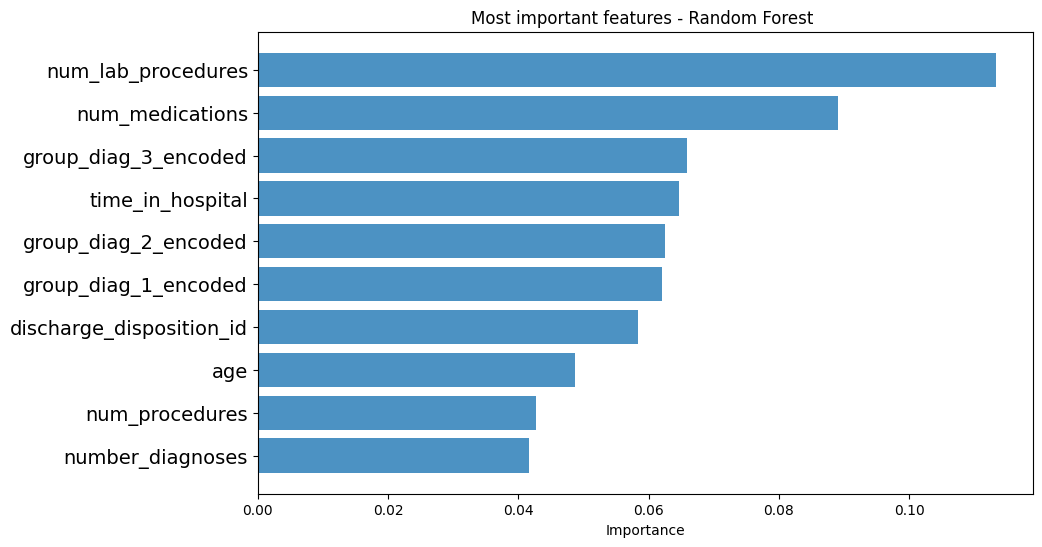 Most important features - Random Forest
num_lab_procedures
num_medications
group_diag_3_encoded
time_in_hospital
group_diag_2_encoded
group_diag_1_encoded
discharge_disposition_id
age
num_procedures
number_diagnoses
0.00 0.02 0.04 0.06 0.08 0.10
Importance